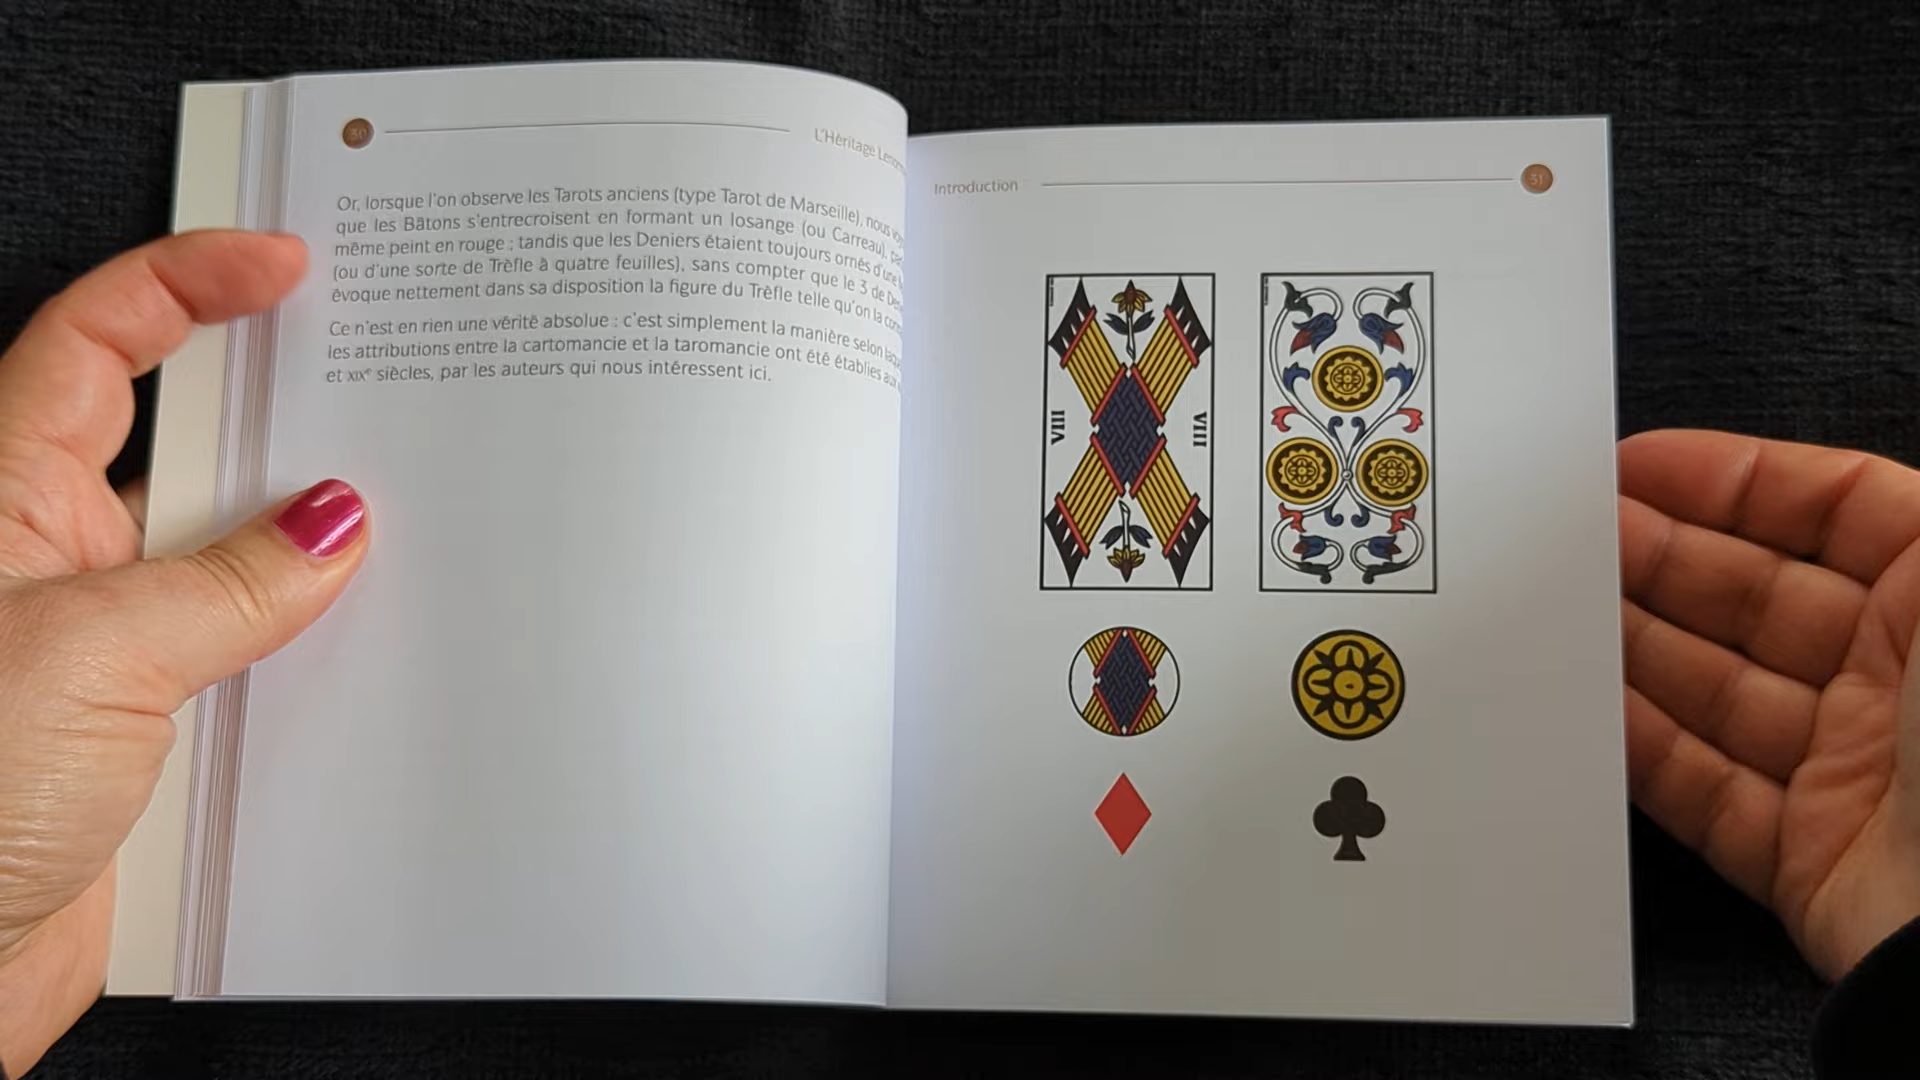 30
L'Héritage
Or, lorsque l'on observe les Tarots anciens (type Tarot de Marseille), nous
que les Bâtons s'entrecroisent en formant un losange (ou Carreau),
même peint en rouge ; tandis que les Deniers étaient toujours ornés d'une
(ou d'une sorte de Trèfle à quatre feuilles), sans compter que le 3 de
évoque nettement dans sa disposition la figure du Trèfle telle qu'on la
Ce n'est en rien une vérité absolue : c'est simplement la manière selon
les attributions entre la cartomancie et la taromancie ont été établies
et XIXe siècles, par les auteurs qui nous intéressent ici.
Introduction
31
VIII
VIII